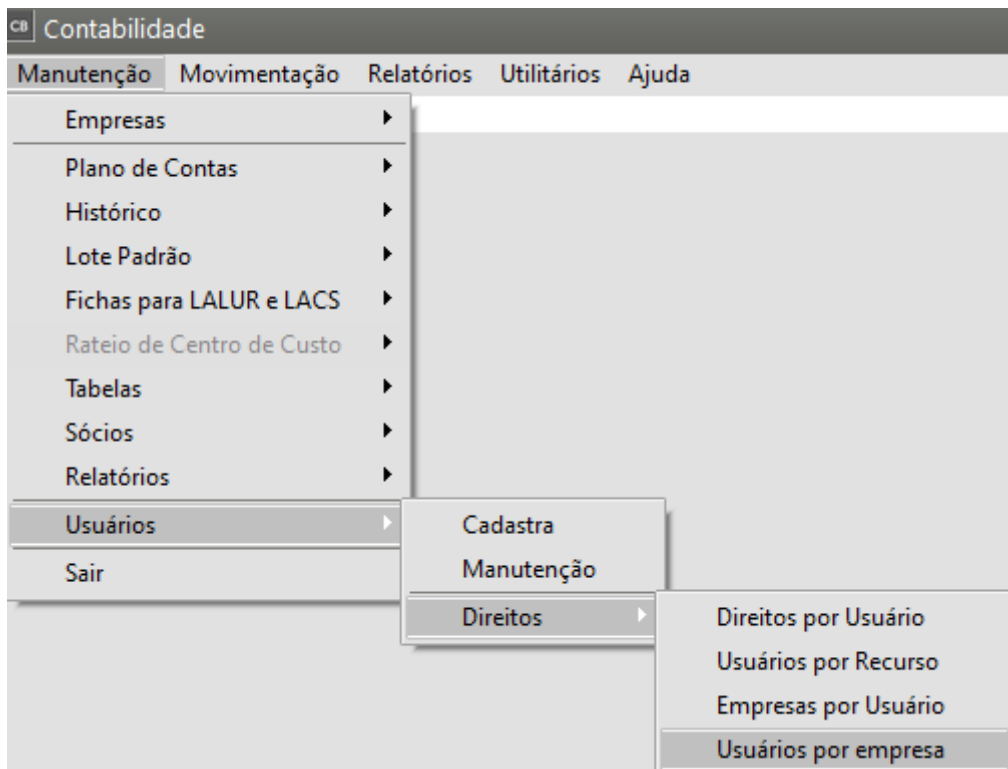 CB Contabilidade
Manutenção Movimentação Relatórios Utilitários Ajuda
Empresas
Plano de Contas
Histórico
Lote Padrão
Fichas para LALUR e LACS
Rateio de Centro de Custo
Tabelas
Sócios
Relatórios
Usuários
Sair
Cadastra
Manutenção
Direitos
Direitos por Usuário
Usuários por Recurso
Empresas por Usuário
Usuários por empresa